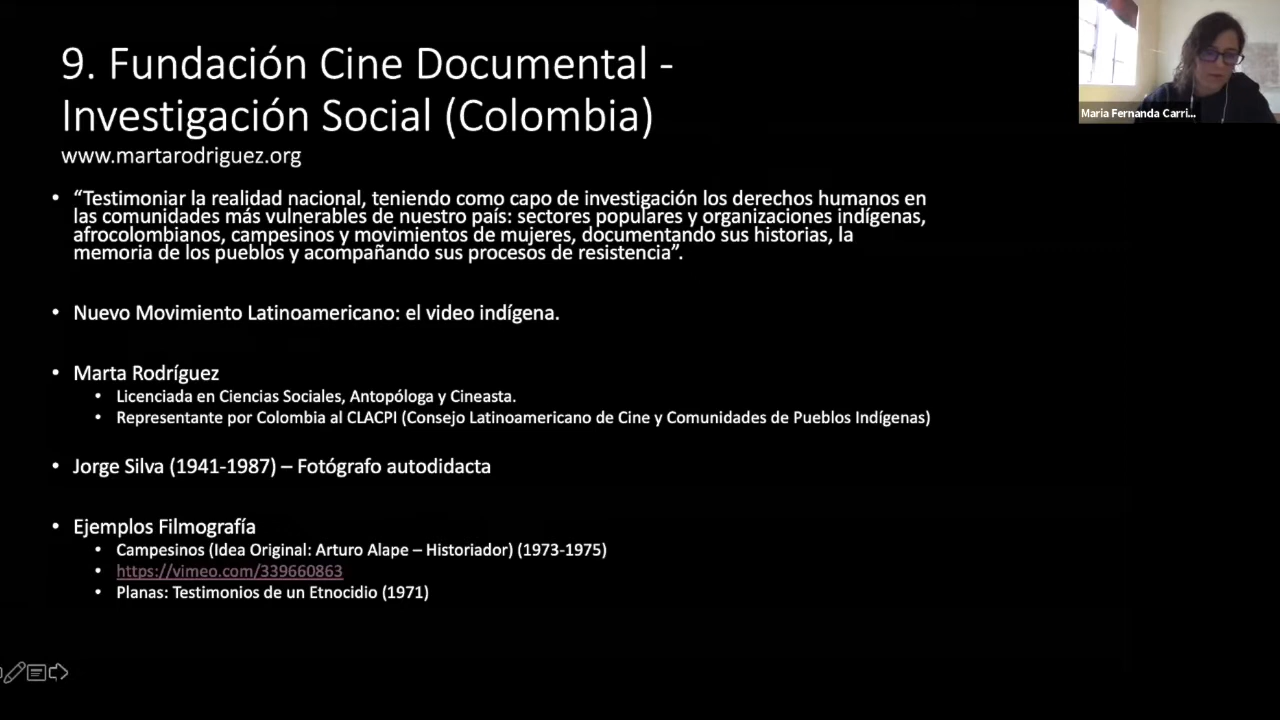 9. Fundación Cine Documental -
Investigación Social (Colombia)
www.martarodriguez.org
• “Testimoniar la realidad nacional, teniendo como capo de investigación los derechos humanos en
las comunidades más vulnerables de nuestro país: sectores populares y organizaciones indígenas,
afrocolombianos, campesinos y movimientos de mujeres, documentando sus historias, la
memoria de los pueblos y acompañando sus procesos de resistencia”.
• Nuevo Movimiento Latinoamericano: el video indígena.
• Marta Rodríguez
• Licenciada en Ciencias Sociales, Antopóloga y Cineasta.
• Representante por Colombia al CLACPI (Consejo Latinoamericano de Cine y Comunidades de Pueblos Indígenas)
• Jorge Silva (1941-1987) – Fotógrafo autodidacta
• Ejemplos Filmografía
• Campesinos (Idea Original: Arturo Alape – Historiador) (1973-1975)
• https://vimeo.com/339660863
• Planas: Testimonios de un Etnocidio (1971)
Maria Fernanda Carri...